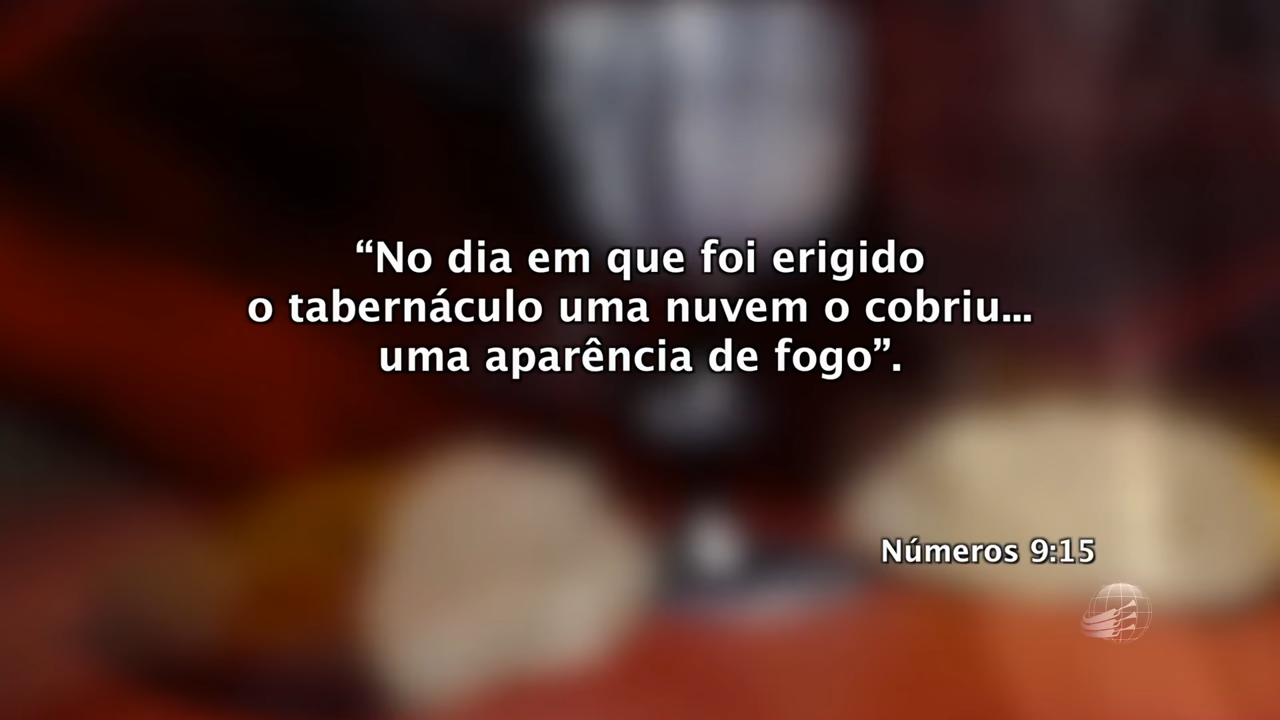 “No dia em que foi erigido
o tabernáculo uma nuvem o cobriu...
uma aparência de fogo”.
Números 9:15